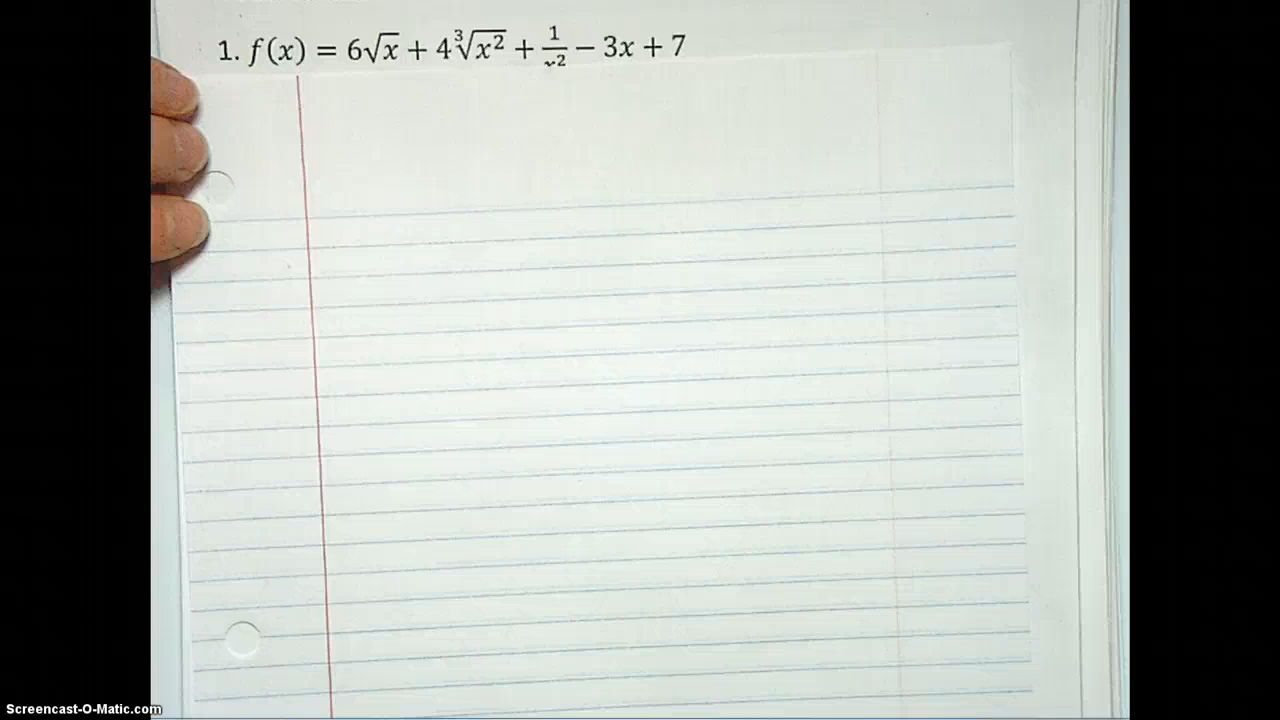 1. f(x) = 6√x + 4∛x² + 1/x² − 3x + 7
Screencast-O-Matic.com